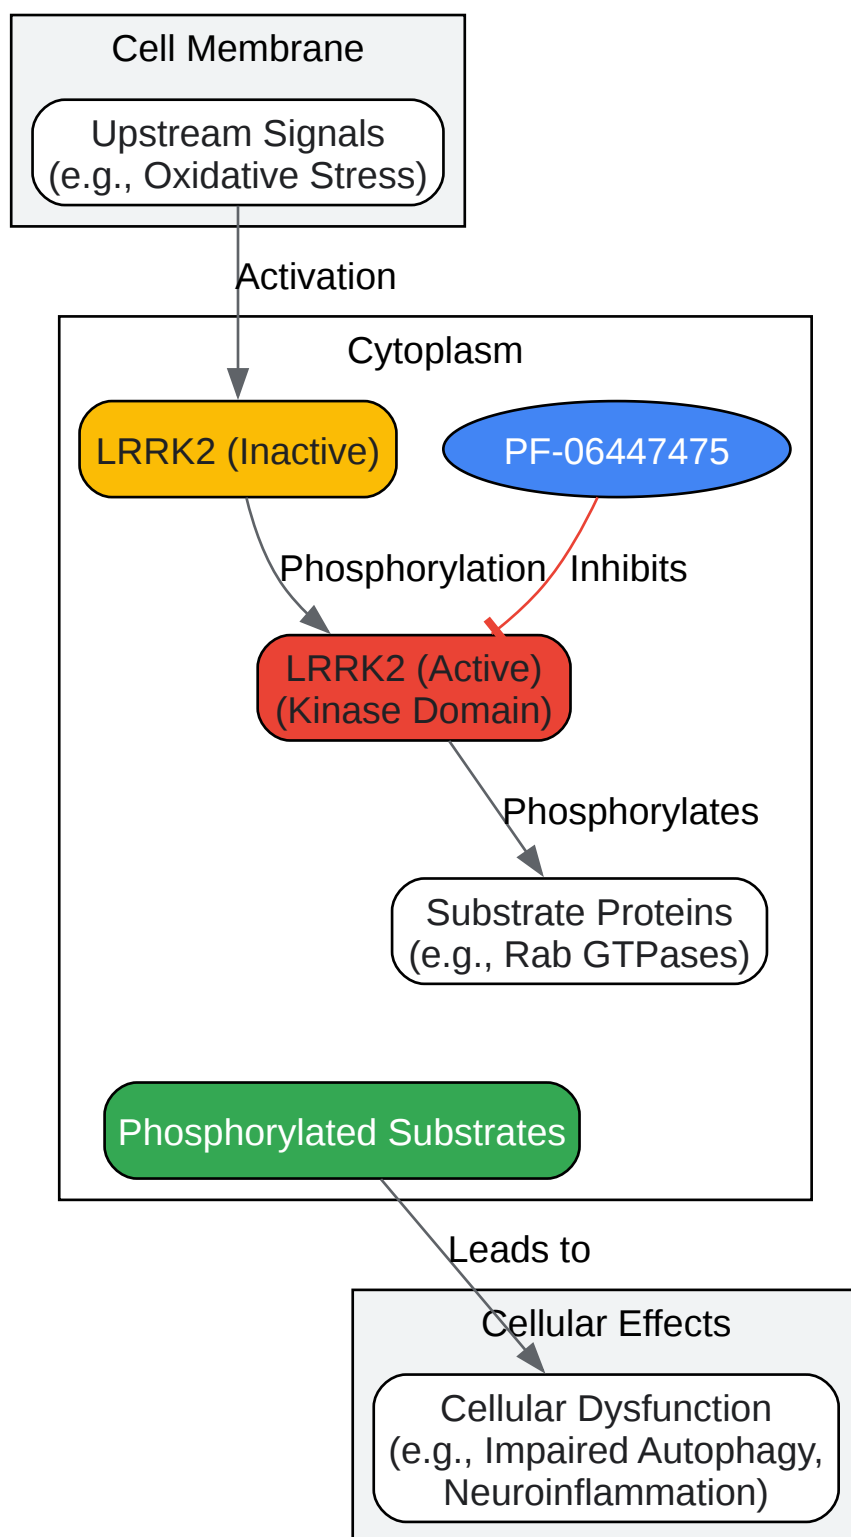 Cell Membrane
Upstream Signals
(e.g., Oxidative Stress)
Activation
Cytoplasm
LRRK2 (Inactive)
PF-06447475
Phosphorylation
Inhibits
LRRK2 (Active)
(Kinase Domain)
Phosphorylates
Substrate Proteins
(e.g., Rab GTPases)
Phosphorylated Substrates
Leads to
Cellular Effects
Cellular Dysfunction
(e.g., Impaired Autophagy,
Neuroinflammation)